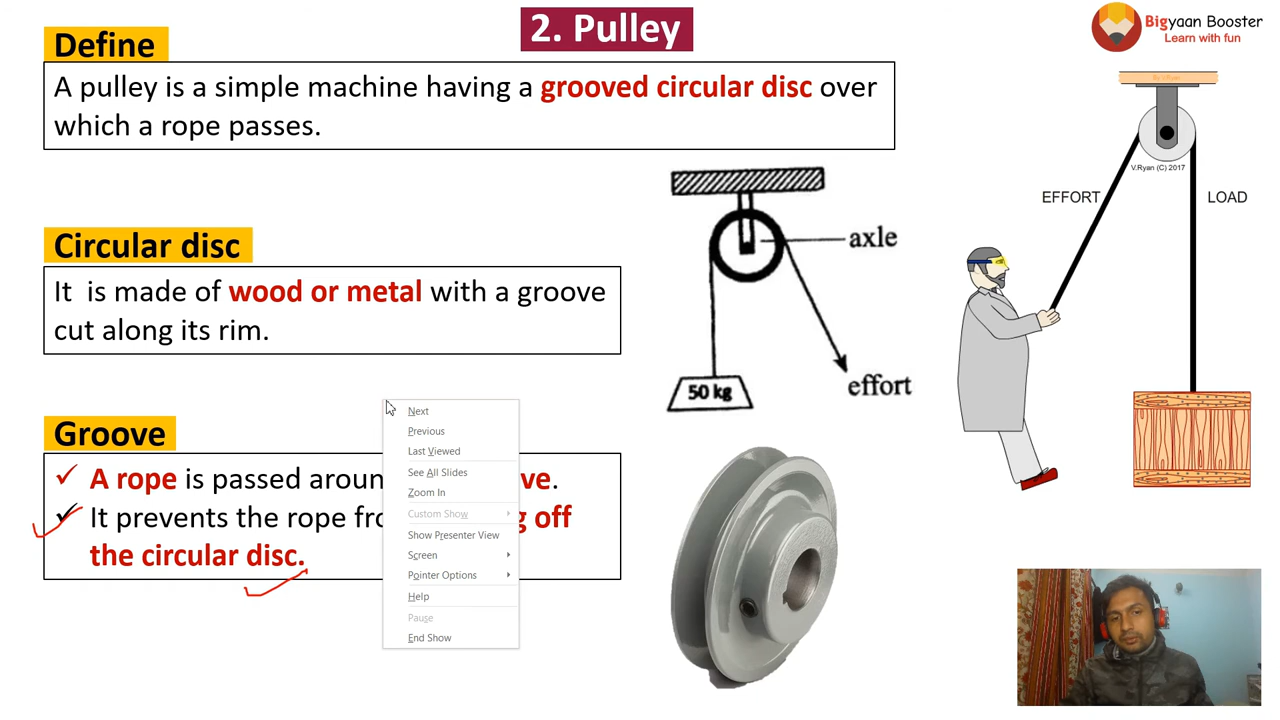 2. Pulley
Bigyaan Booster
Learn with fun
Define
A pulley is a simple machine having a grooved circular disc over
which a rope passes.
V.Ryan (C) 2017
EFFORT
LOAD
axle
50 kg
effort
Circular disc
It is made of wood or metal with a groove
cut along its rim.
Groove
A rope is passed aroun ve.
It prevents the rope fro g off
the circular disc.
Next
Previous
Last Viewed
See All Slides
Zoom In
Custom Show
Show Presenter View
Screen
Pointer Options
Help
Pause
End Show